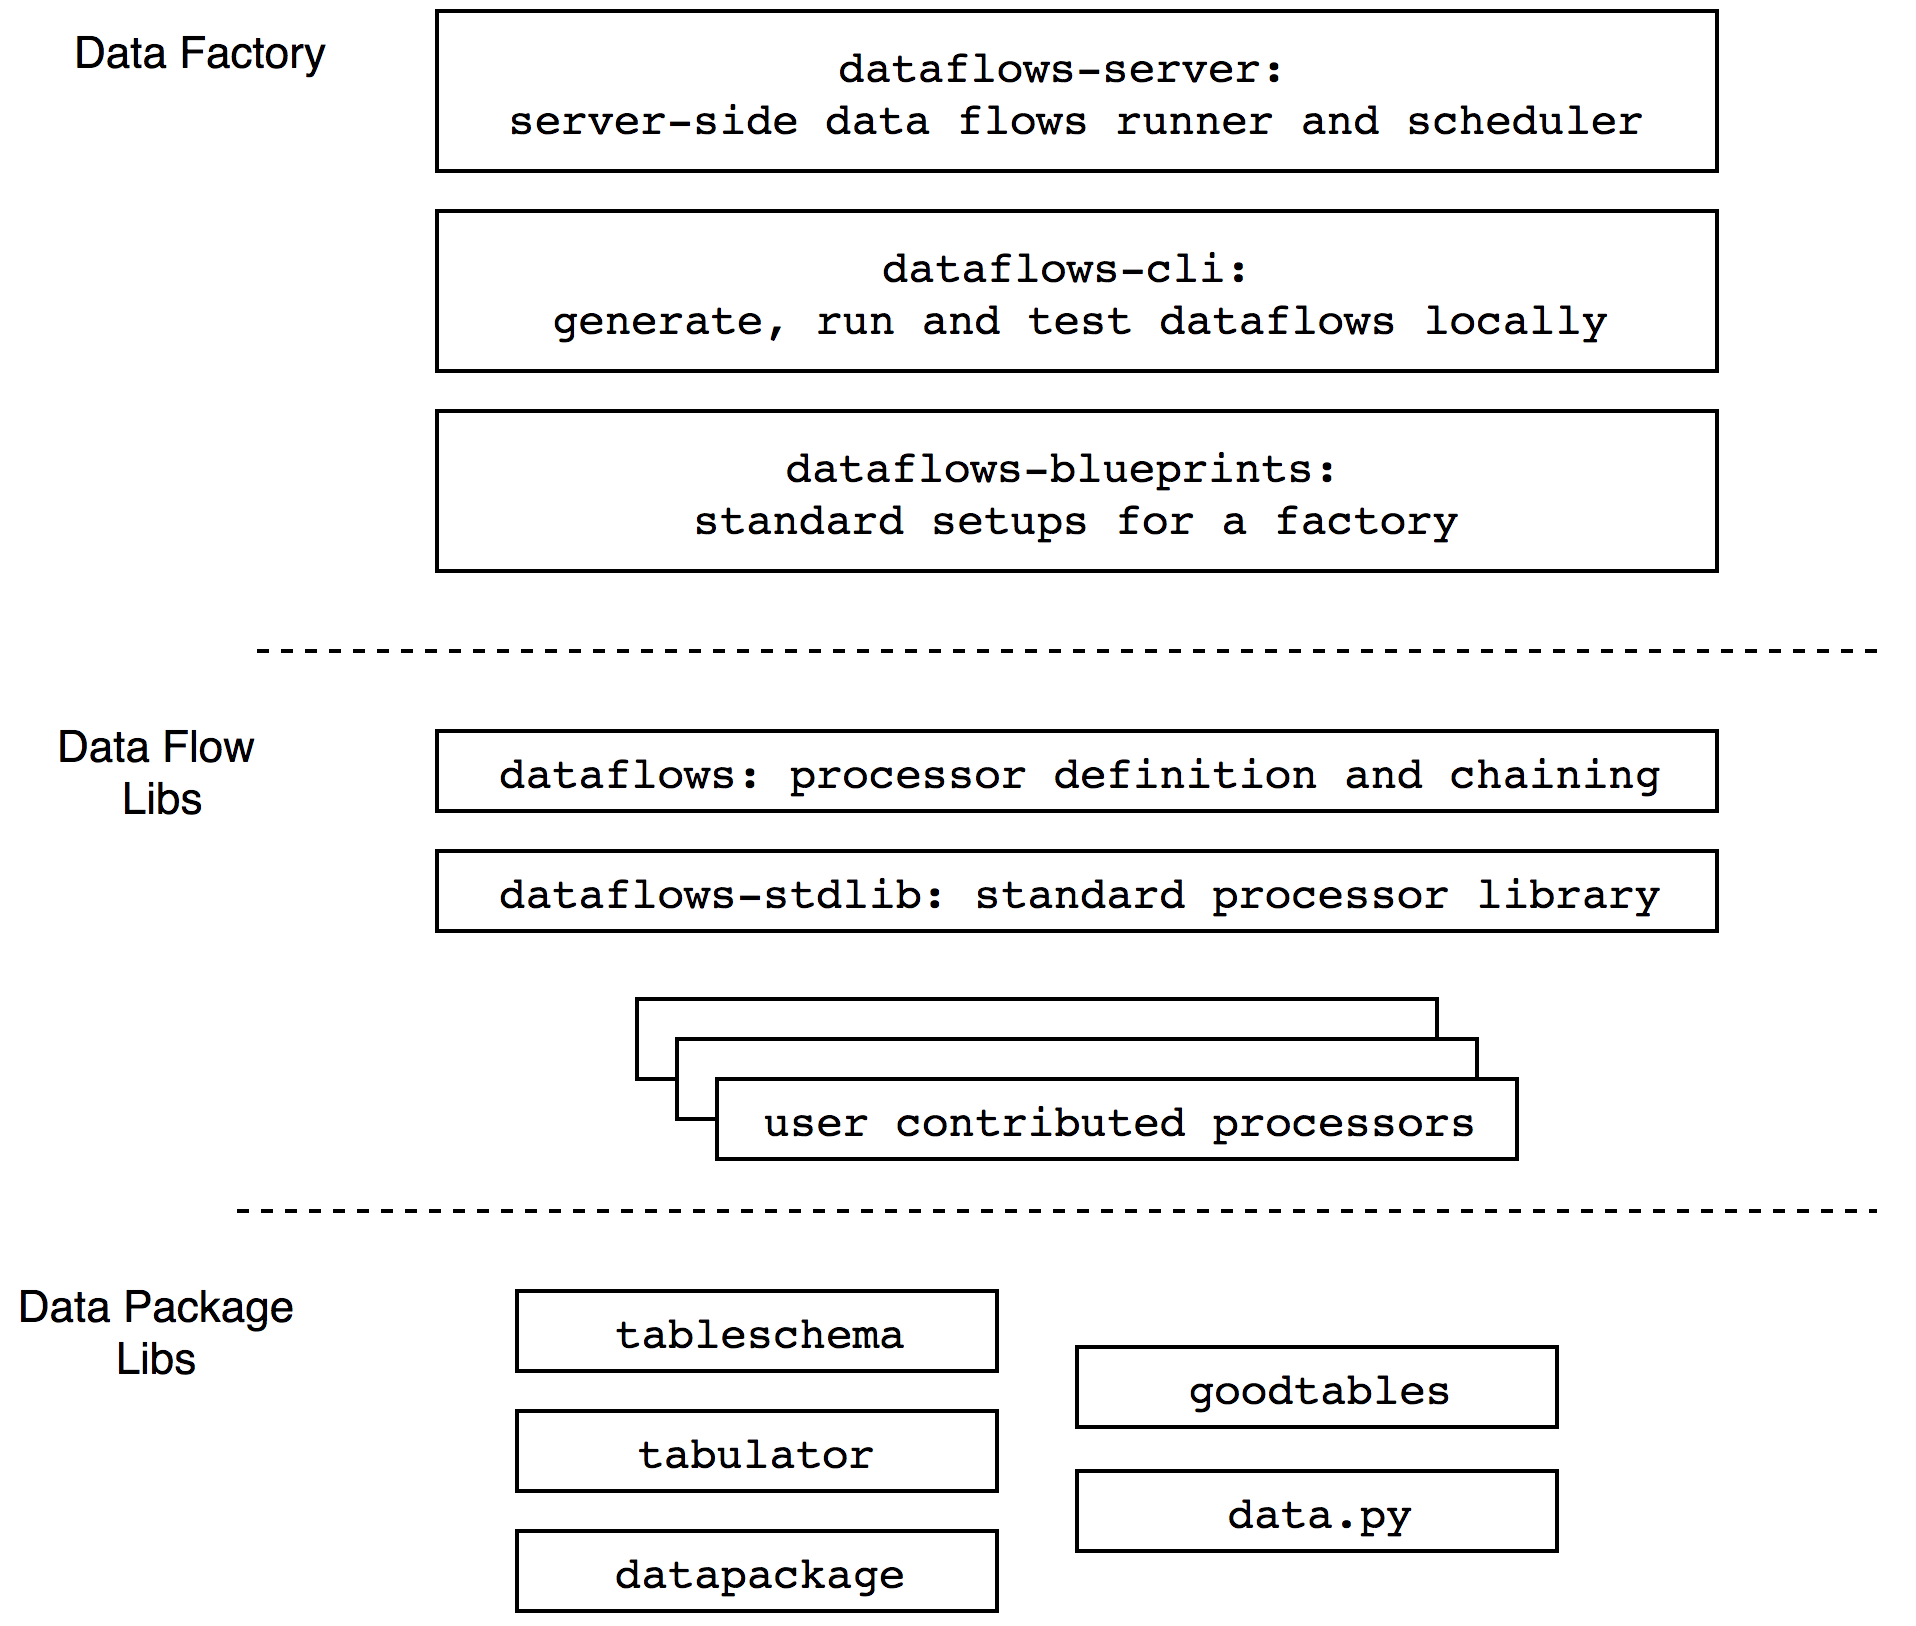 Data Factory
dataflows-server:
server-side data flows runner and scheduler
dataflows-cli:
generate, run and test dataflows locally
dataflows-blueprints:
standard setups for a factory
Data Flow
Libs
dataflows: processor definition and chaining
dataflows-stdlib: standard processor library
user contributed processors
Data Package
Libs
tableschema
tabulator
datapackage
goodtables
data.py